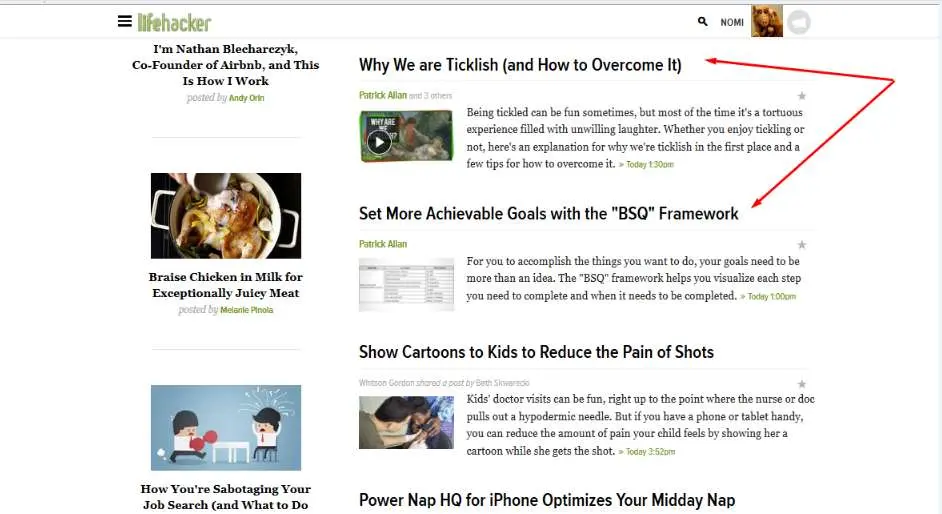 lifehacker
NOMI
I'm Nathan Blecharczyk,
Co-Founder of Airbnb, and This
Is How I Work
posted by Andy Orin
Braise Chicken in Milk for
Exceptionally Juicy Meat
posted by Melanie Pinola
How You're Sabotaging Your
Job Search (and What to Do
Why We are Ticklish (and How to Overcome It)
Patrick Allan and 3 others
WHY ARE
WE
Being tickled can be fun sometimes, but most of the time it's a tortuous
experience filled with unwilling laughter. Whether you enjoy tickling or
not, here's an explanation for why we're ticklish in the first place and a
few tips for how to overcome it. » Today 1:30pm
Set More Achievable Goals with the "BSQ" Framework
Patrick Allan
For you to accomplish the things you want to do, your goals need to be
more than an idea. The "BSQ" framework helps you visualize each step
you need to complete and when it needs to be completed. » Today 1:00pm
Show Cartoons to Kids to Reduce the Pain of Shots
Whitson Gordon shared a post by Beth Skwarecki
Kids' doctor visits can be fun, right up to the point where the nurse or doc
pulls out a hypodermic needle. But if you have a phone or tablet handy,
you can reduce the amount of pain your child feels by showing her a
cartoon while she gets the shot. » Today 3:52pm
Power Nap HQ for iPhone Optimizes Your Midday Nap